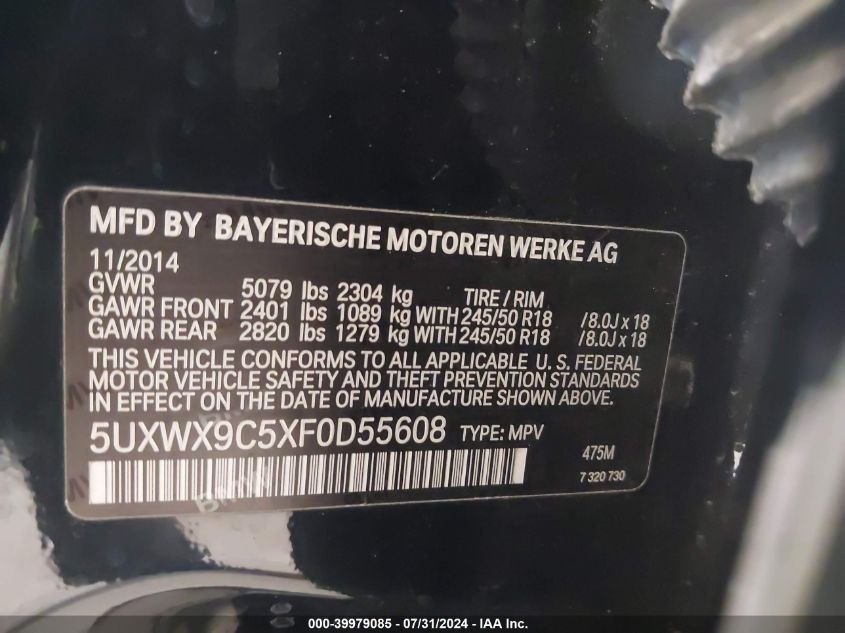 MFD BY BAYERISCHE MOTOREN WERKE AG
11/2014
GVWR 5079 lbs 2304 kg TIRE / RIM
GAWR FRONT 2401 lbs 1089 kg WITH 245/50 R18 /8.0J x 18
GAWR REAR 2820 lbs 1279 kg WITH 245/50 R18 /8.0J x 18
THIS VEHICLE CONFORMS TO ALL APPLICABLE U. S. FEDERAL
MOTOR VEHICLE SAFETY AND THEFT PREVENTION STANDARDS
IN EFFECT ON THE DATE OF MANUFACTURE SHOWN ABOVE.
5UXWX9C5XF0D55608 TYPE: MPV
475M
7 320 730
000-39979085 / 07/31/2024 - IAA Inc.